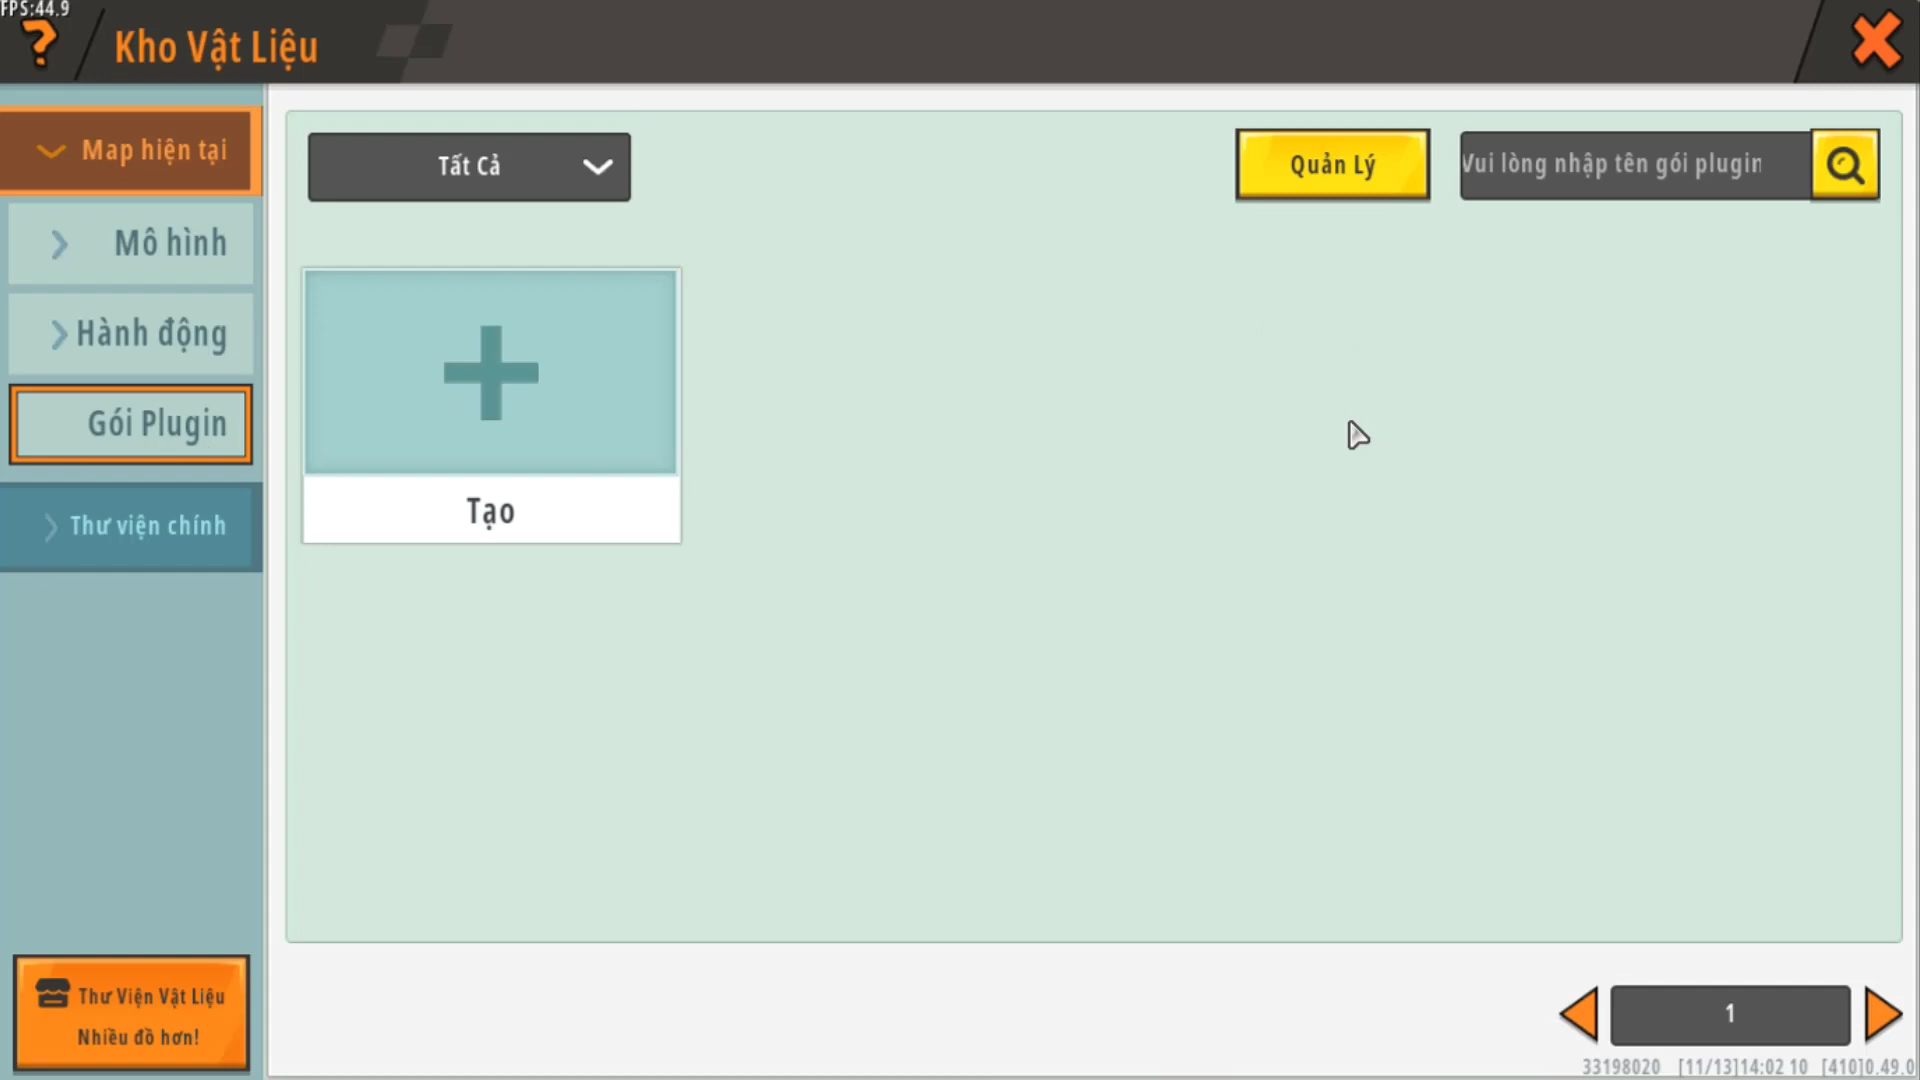 FPS:44.9
Kho Vật Liệu
Map hiện tại
Mô hình
Hành động
Gói Plugin
Thư viện chính
Thư Viện Vật Liệu
Nhiều đồ hơn!
Tất Cả
Quản Lý
Vui lòng nhập tên gói plugin
Tạo
1
33198020 [11/13]14:02 10 [410]0.49.0